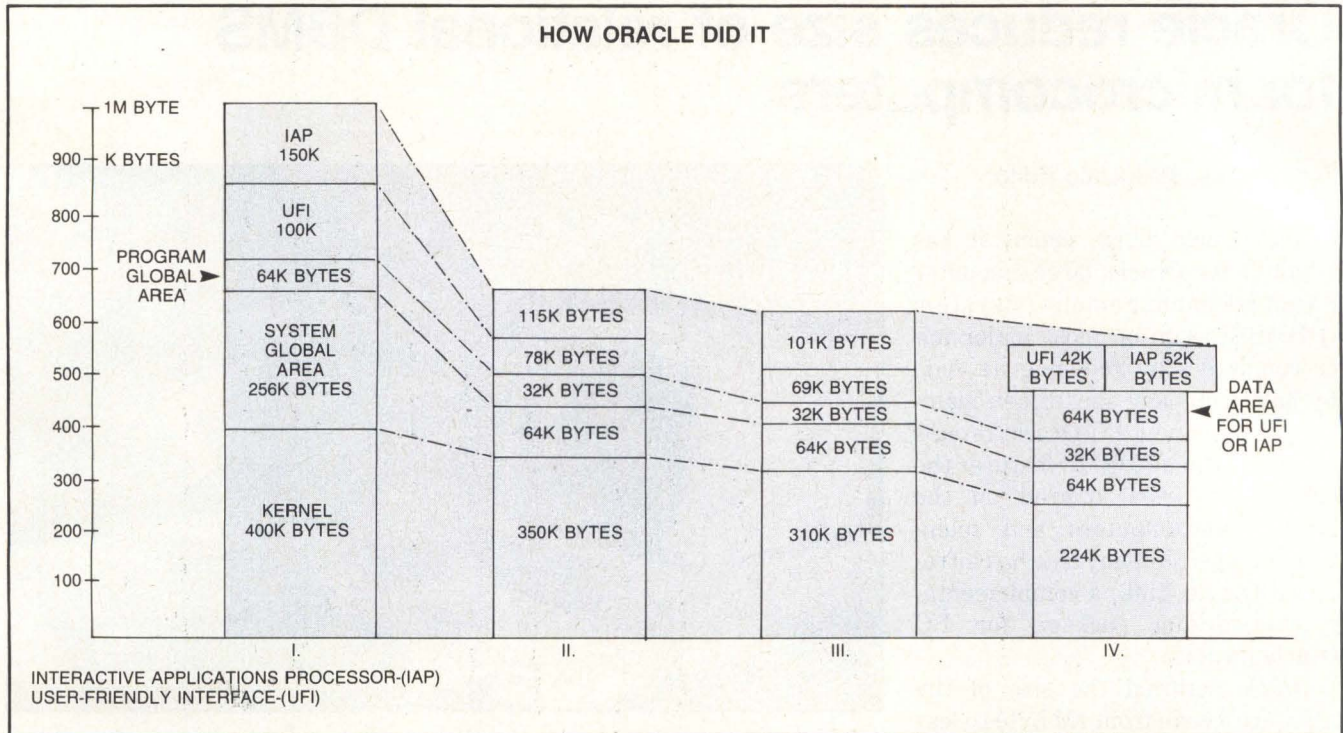 HOW ORACLE DID IT
1M BYTE
900 K BYTES
800
700
600
500
400
300
200
100
PROGRAM
GLOBAL
AREA
IAP
150K
UFI
100K
64K BYTES
SYSTEM
GLOBAL
AREA
256K BYTES
KERNEL
400K BYTES
I.
115K BYTES
78K BYTES
32K BYTES
64K BYTES
350K BYTES
II.
101K BYTES
69K BYTES
32K BYTES
64K BYTES
310K BYTES
III.
UFI 42K
BYTES
IAP 52K
BYTES
64K BYTES
32K BYTES
64K BYTES
224K BYTES
IV.
DATA
AREA
FOR UFI
OR IAP
INTERACTIVE APPLICATIONS PROCESSOR-(IAP)
USER-FRIENDLY INTERFACE-(UFI)